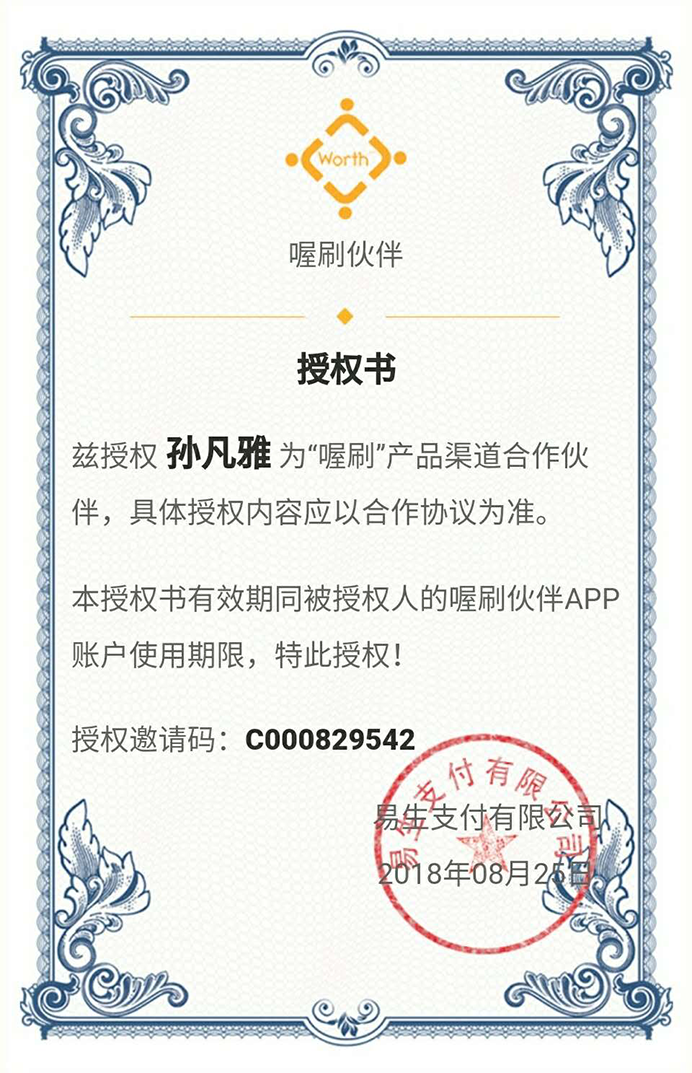 Worth
喔刷伙伴
授权书
兹授权 孙凡雅 为“喔刷”产品渠道合作伙
伴，具体授权内容应以合作协议为准。
本授权书有效期同被授权人的喔刷伙伴APP
账户使用期限，特此授权！
授权邀请码：C000829542
易生支付有限公司
易生支付有限公司
2018年08月25日